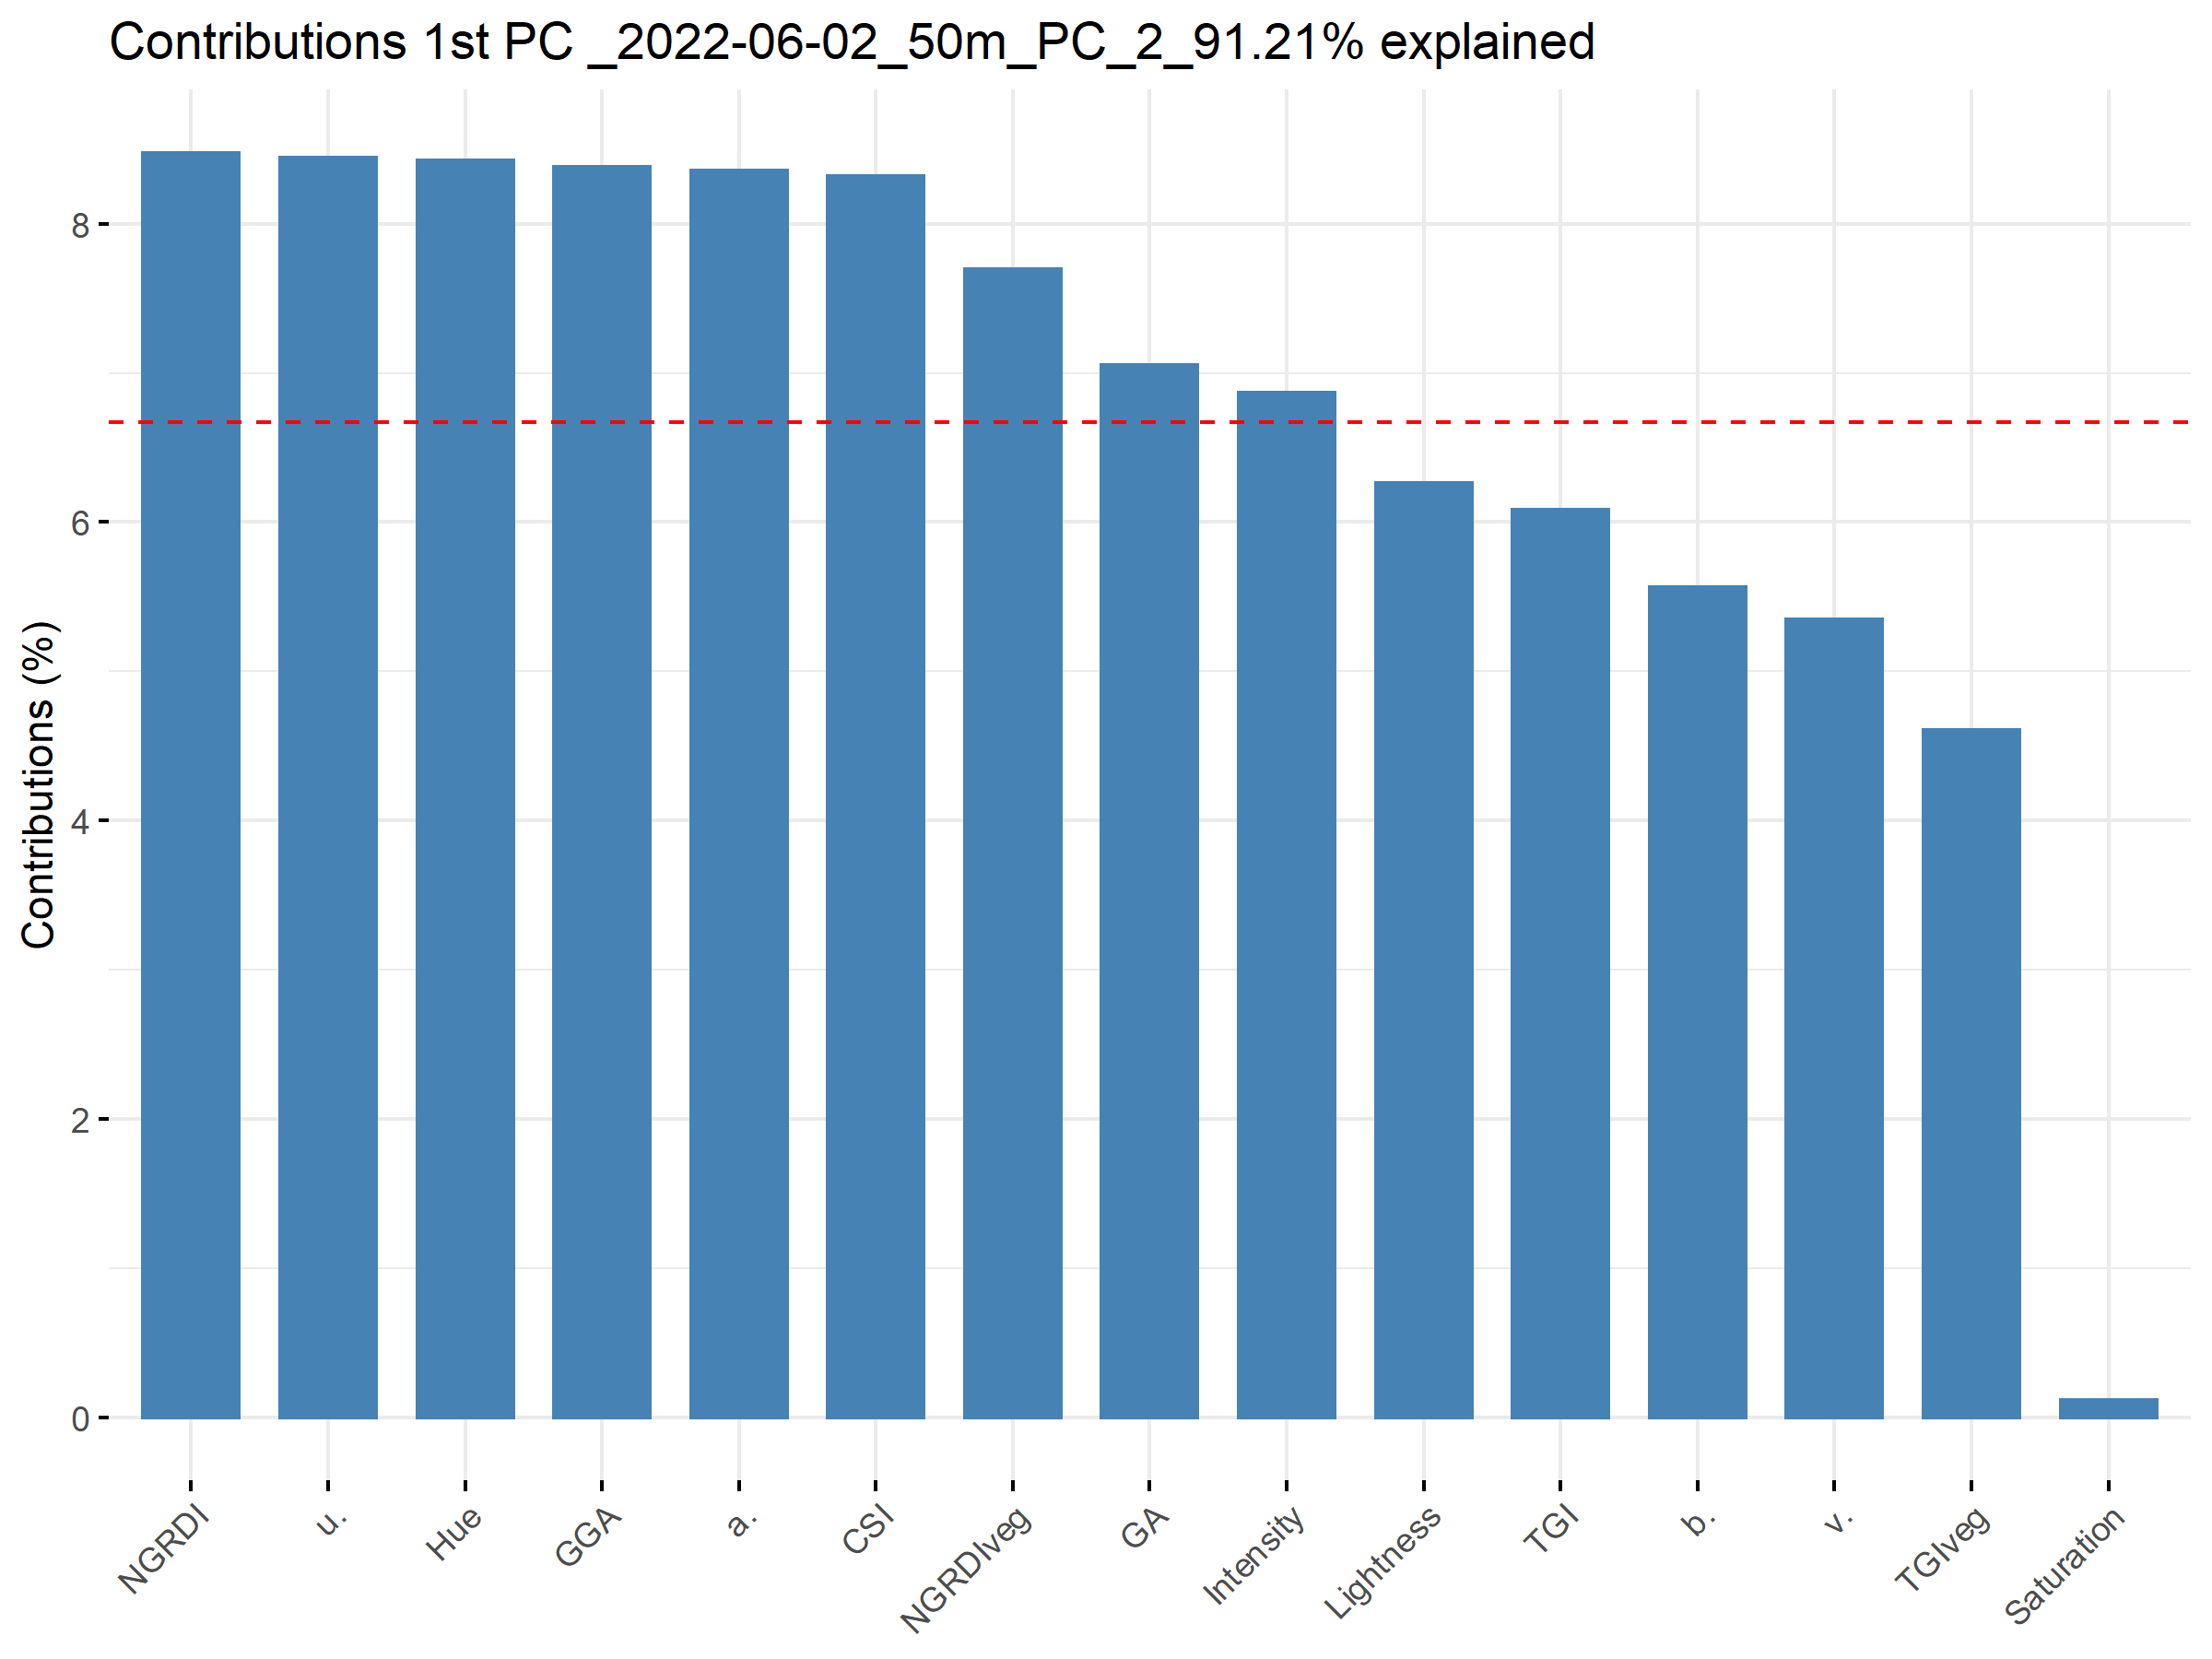 Contributions 1st PC _2022-06-02_50m_PC_2_91.21% explained
Contributions (%)
8
6
4
2
0
NGRDI
u.
Hue
GGA
a.
CSI
NGRDIveg
GA
Intensity
Lightness
TGI
b.
v.
TGIveg
Saturation